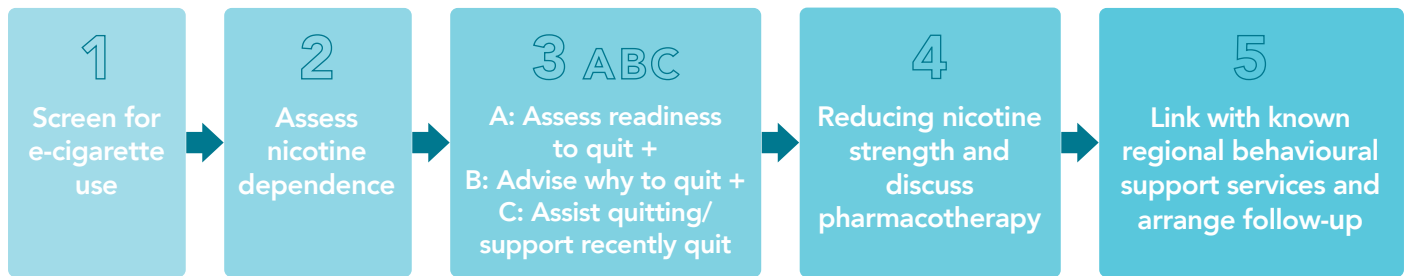 1
Screen for
e-cigarette
use
2
Assess
nicotine
dependence
3 ABC
A: Assess readiness
to quit +
B: Advise why to quit +
C: Assist quitting/
support recently quit
4
Reducing nicotine
strength and
discuss
pharmacotherapy
5
Link with known
regional behavioural
support services and
arrange follow-up